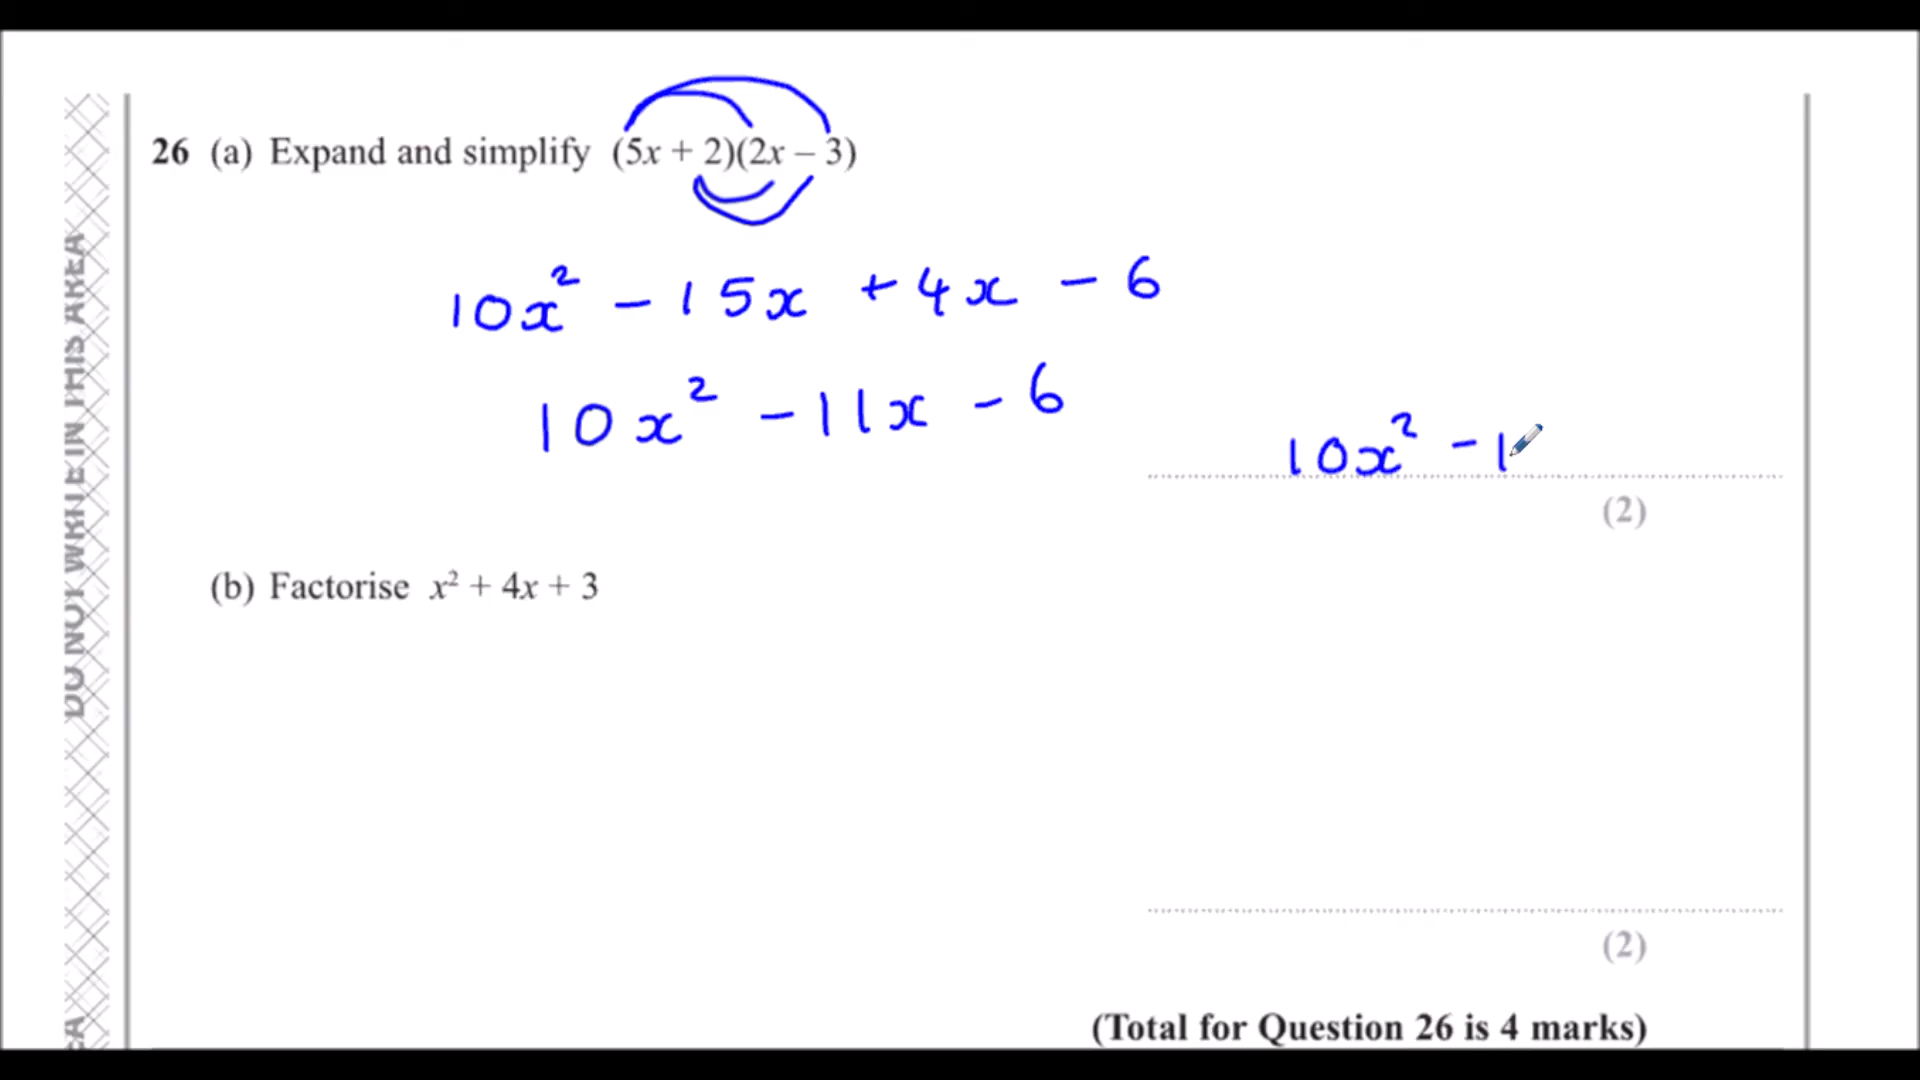 26 (a) Expand and simplify (5x + 2)(2x – 3)
10x² – 15x + 4x – 6
10x² – 11x – 6
10x² – 1
(2)
(b) Factorise x² + 4x + 3
(2)
(Total for Question 26 is 4 marks)
DO NOT WRITE IN THIS AREA